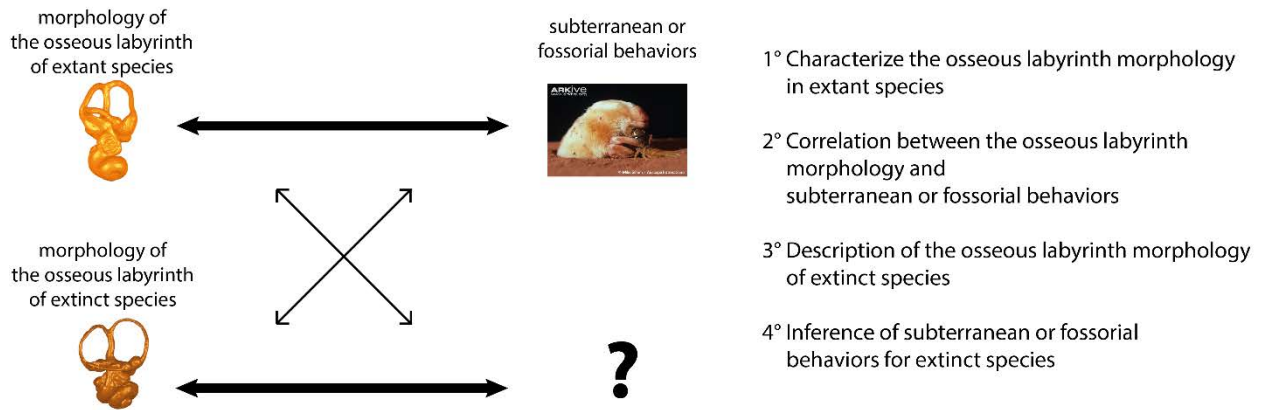 morphology of
the osseous labyrinth
of extant species
subterranean or
fossorial behaviors
ARKive
morphology of
the osseous labyrinth
of extinct species
?
1° Characterize the osseous labyrinth morphology
in extant species
2° Correlation between the osseous labyrinth
morphology and
subterranean or fossorial behaviors
3° Description of the osseous labyrinth morphology
of extinct species
4° Inference of subterranean or fossorial
behaviors for extinct species